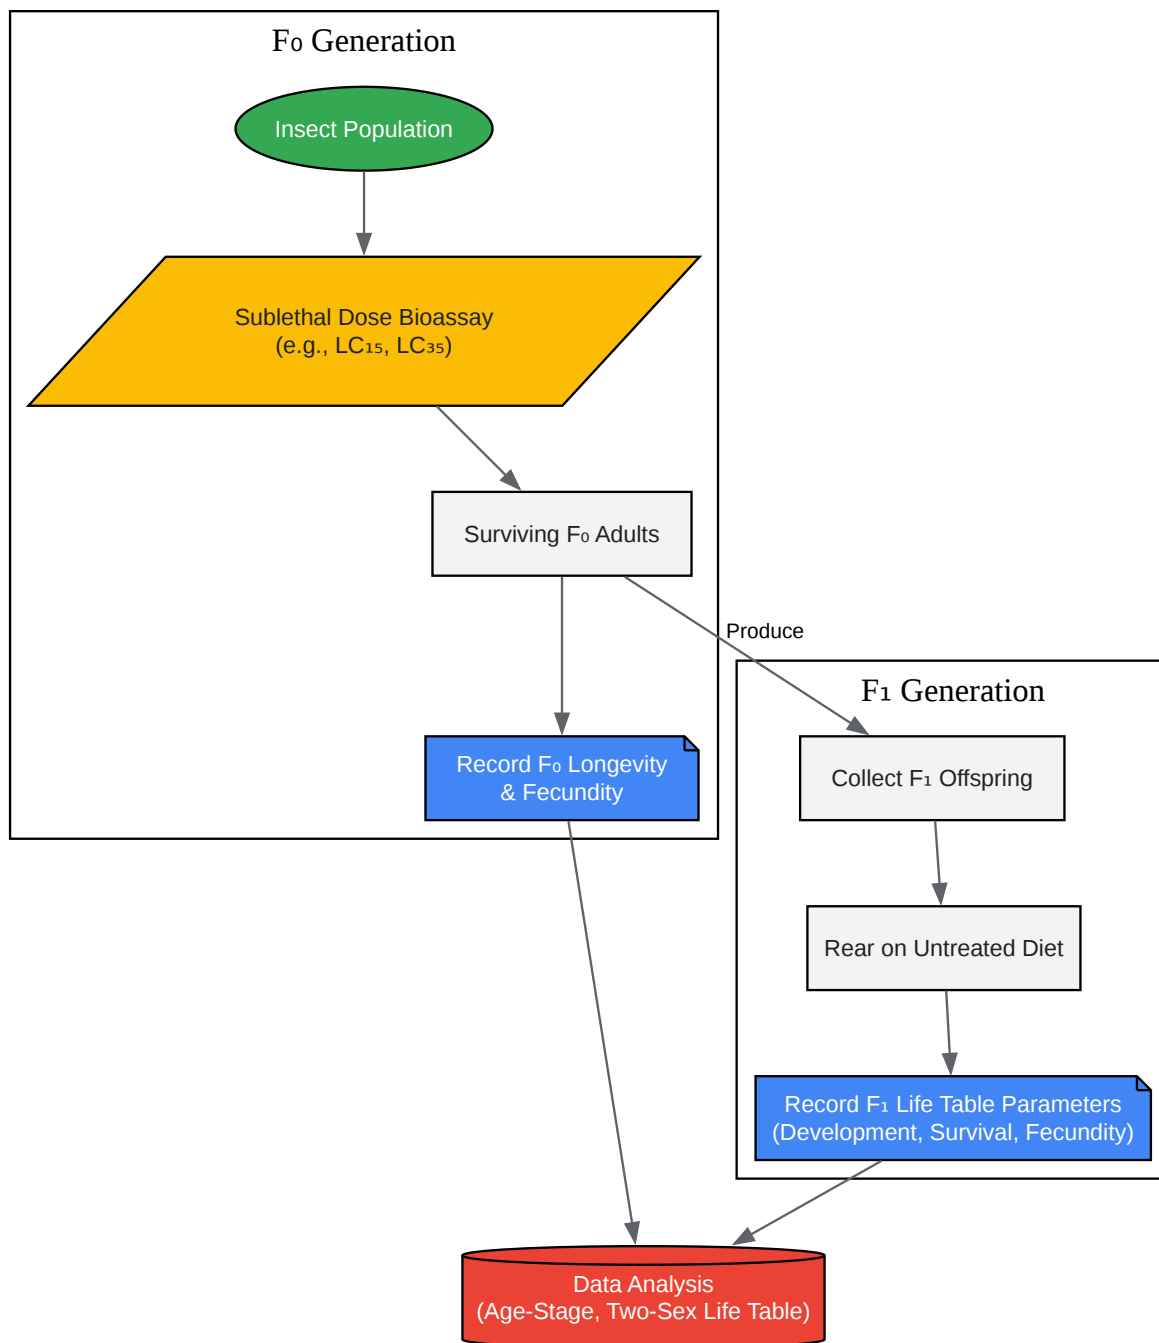 F₀ Generation
Insect Population
Sublethal Dose Bioassay
(e.g., LC₁₅, LC₃₅)
Surviving F₀ Adults
Produce
F₁ Generation
Record F₀ Longevity
& Fecundity
Collect F₁ Offspring
Rear on Untreated Diet
Record F₁ Life Table Parameters
(Development, Survival, Fecundity)
Data Analysis
(Age-Stage, Two-Sex Life Table)